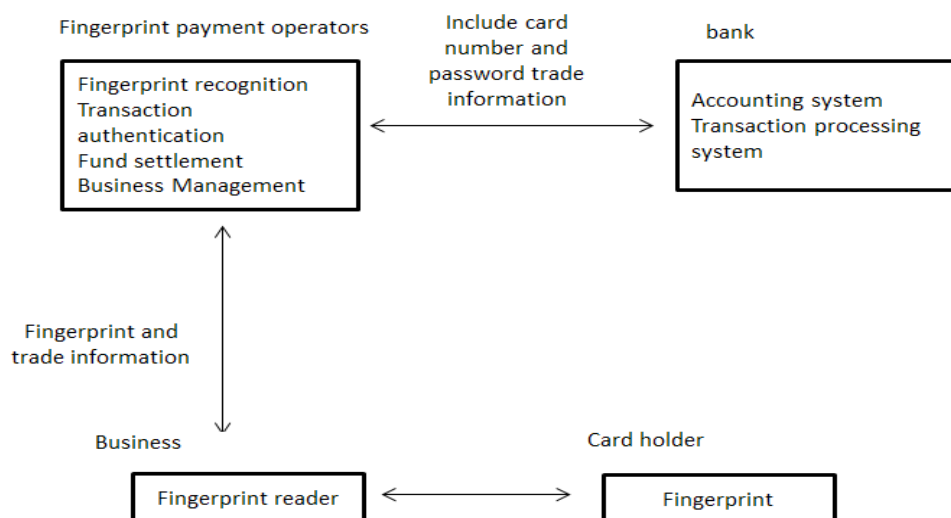 Fingerprint payment operators
Include card
number and
password trade
information
bank
Fingerprint recognition
Transaction
authentication
Fund settlement
Business Management
Accounting system
Transaction processing
system
Fingerprint and
trade information
Business
Card holder
Fingerprint reader
Fingerprint